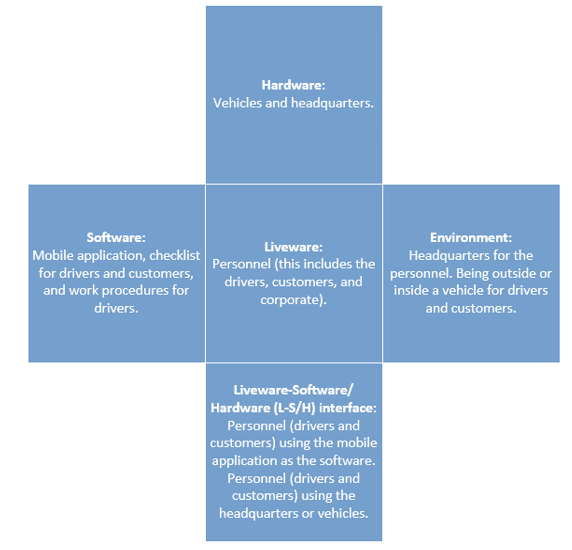 Hardware:
Vehicles and headquarters.
Software:
Mobile application, checklist
for drivers and customers,
and work procedures for
drivers.
Liveware:
Personnel (this includes the
drivers, customers, and
corporate).
Environment:
Headquarters for the
personnel. Being outside or
inside a vehicle for drivers
and customers.
Liveware-Software/
Hardware (L-S/H) interface:
Personnel (drivers and
customers) using the mobile
application as the software.
Personnel (drivers and
customers) using the
headquarters or vehicles.